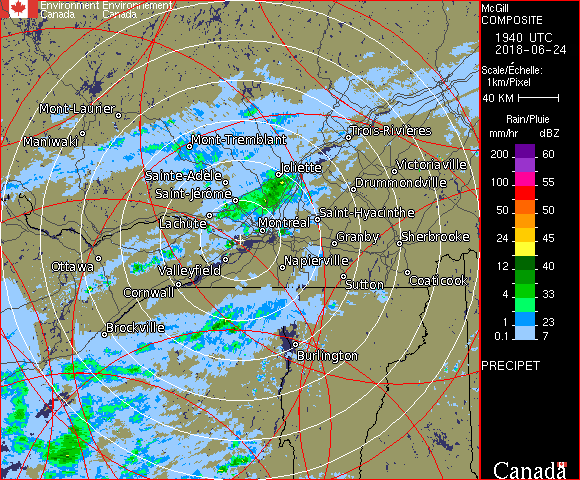 Environment Environnement
Canada Canada
McGill
COMPOSITE
1940 UTC
2018-06-24
Scale/Échelle:
1km/Pixel
40 KM
Rain/Pluie
mm/hr dBZ
200 60
100 55
50 50
24 45
12 40
4 33
1 23
0.1 7
PRECIPET
Canada
Mont-Laurier
Maniwaki
Mont-Tremblant
Trois-Rivières
Sainte-Adèle
Joliette
Victoriaville
Saint-Jérôme
Drummondville
Lachute
Montréal
Saint-Hyacinthe
Granby
Sherbrooke
Ottawa
Valleyfield
Napierville
Cornwall
Sutton
Coaticook
Brockville
Burlington